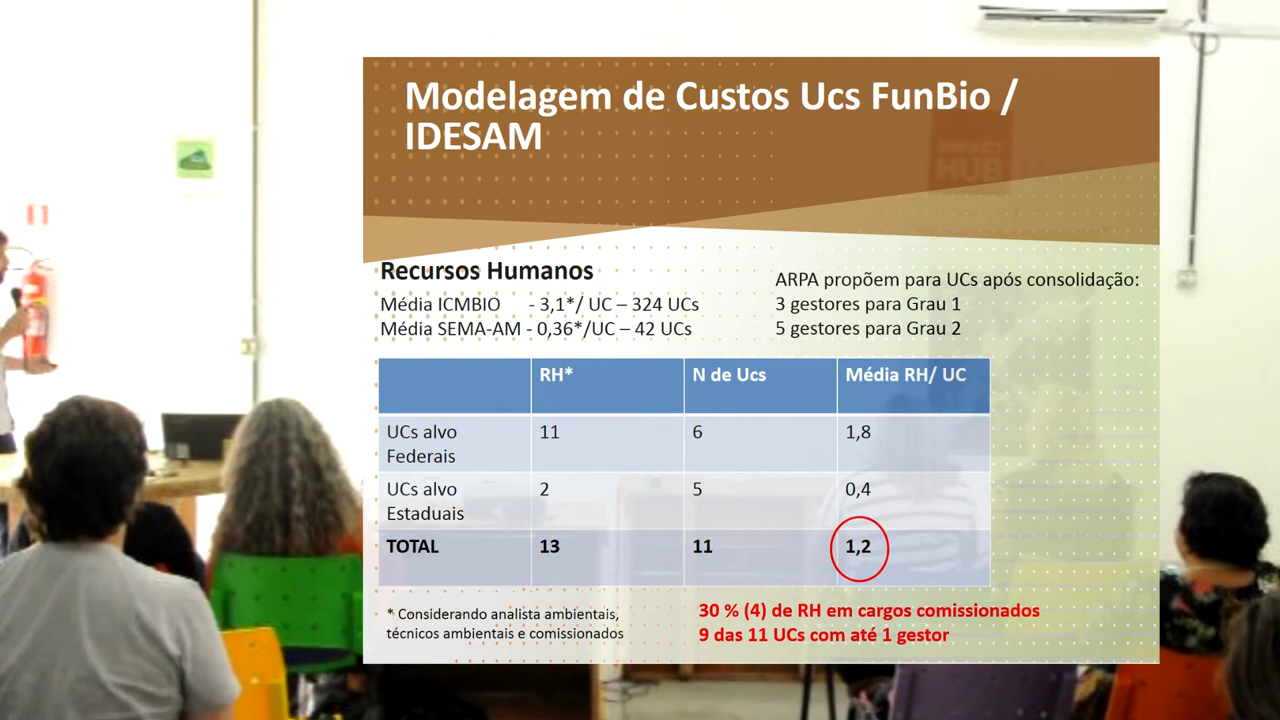 Modelagem de Custos Ucs FunBio /
IDESAM
IMPACT
HUB
Recursos Humanos
Média ICMBIO - 3,1*/ UC – 324 UCs
Média SEMA-AM - 0,36*/UC – 42 UCs
ARPA propõem para UCs após consolidação:
3 gestores para Grau 1
5 gestores para Grau 2
RH* N de Ucs Média RH/ UC
UCs alvo
Federais 11 6 1,8
UCs alvo
Estaduais 2 5 0,4
TOTAL 13 11 1,2
* Considerando analista ambientais,
técnicos ambientais e comissionados
30 % (4) de RH em cargos comissionados
9 das 11 UCs com até 1 gestor